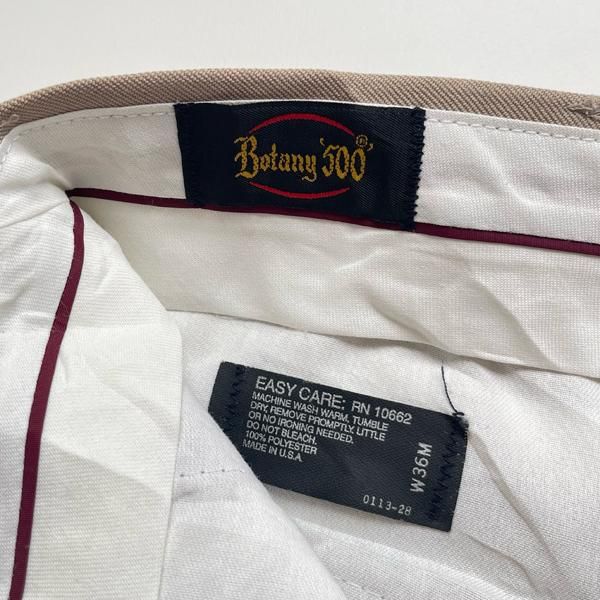 Botany '500' ®
EASY CARE: RN 10662
MACHINE WASH WARM, TUMBLE
DRY, REMOVE PROMPTLY, LITTLE
OR NO IRONING NEEDED.
DO NOT BLEACH.
100% POLYESTER
MADE IN U.S.A.
W36M
0113-28